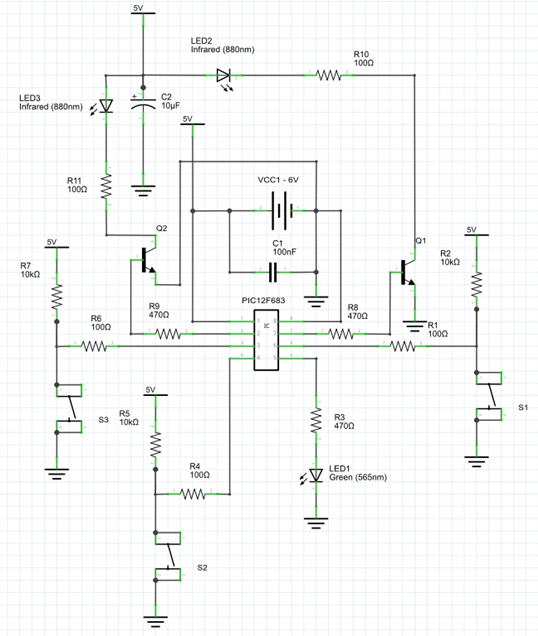 5V
LED2
Infrared (880nm)
R10
100Ω
LED3
Infrared (880nm)
+
C2
10µF
5V
R11
100Ω
VCC1 - 6V
Q2
C1
100nF
Q1
5V
R2
10kΩ
5V
R7
10kΩ
PIC12F683
IC
R9
470Ω
R8
470Ω
R6
100Ω
R1
100Ω
S1
S3
5V
R5
10kΩ
R3
470Ω
R4
100Ω
LED1
Green (565nm)
S2